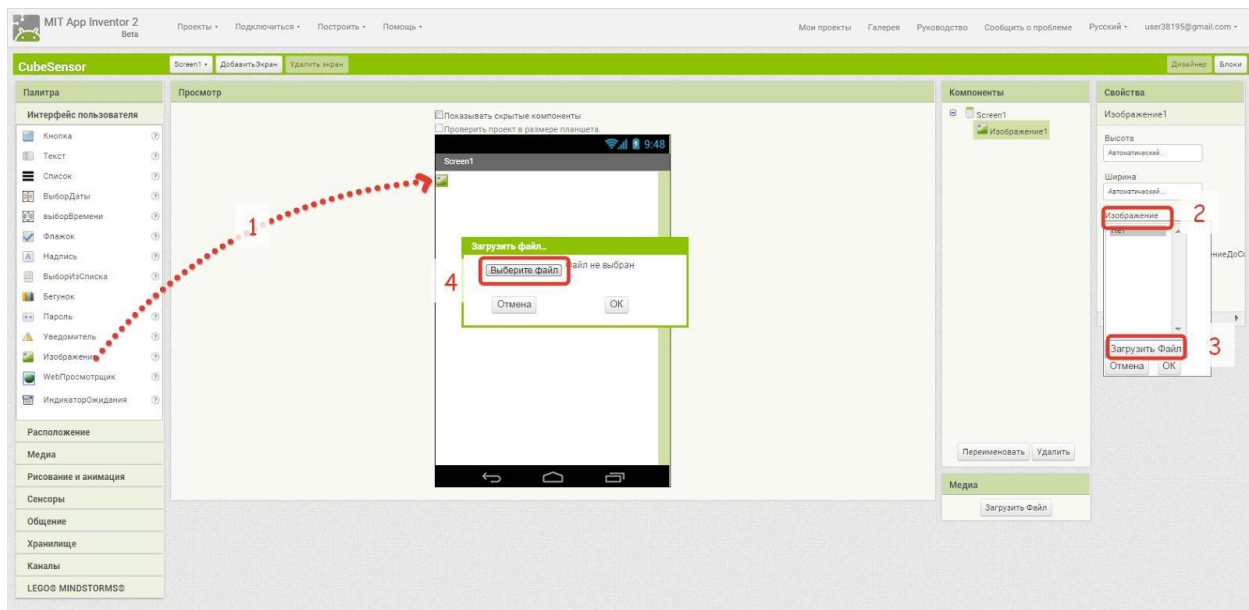 MIT App Inventor 2
Beta
Проекты Подключиться Построить Помощь
Мои проекты Галерея Руководство Сообщить о проблеме Русский user38195@gmail.com
CubeSensor
Screen1 ДобавитьЭкран Удалить экран
Дизайнер Блоки
Палитра
Интерфейс пользователя
Кнопка
Текст
Список
ВыборДаты
выборВремени
Флажок
Надпись
ВыборИзСписка
Бегунок
Пароль
Уведомитель
Изображение
WebПросмотрщик
ИндикаторОжидания
Расположение
Медиа
Рисование и анимация
Сенсоры
Общение
Хранилище
Каналы
LEGO® MINDSTORMS®
Просмотр
Показывать скрытые компоненты
Проверить проект в размере планшета.
9:48
Screen1
1
Загрузить файл...
4
Выберите файл Файл не выбран
Отмена OK
Компоненты
Screen1
Изображение1
Переименовать Удалить
Медиа
Загрузить Файл
Свойства
Изображение1
Высота
Автоматический...
Ширина
Автоматический...
Изображение 2
Нет
Загрузить Файл 3
Отмена OK